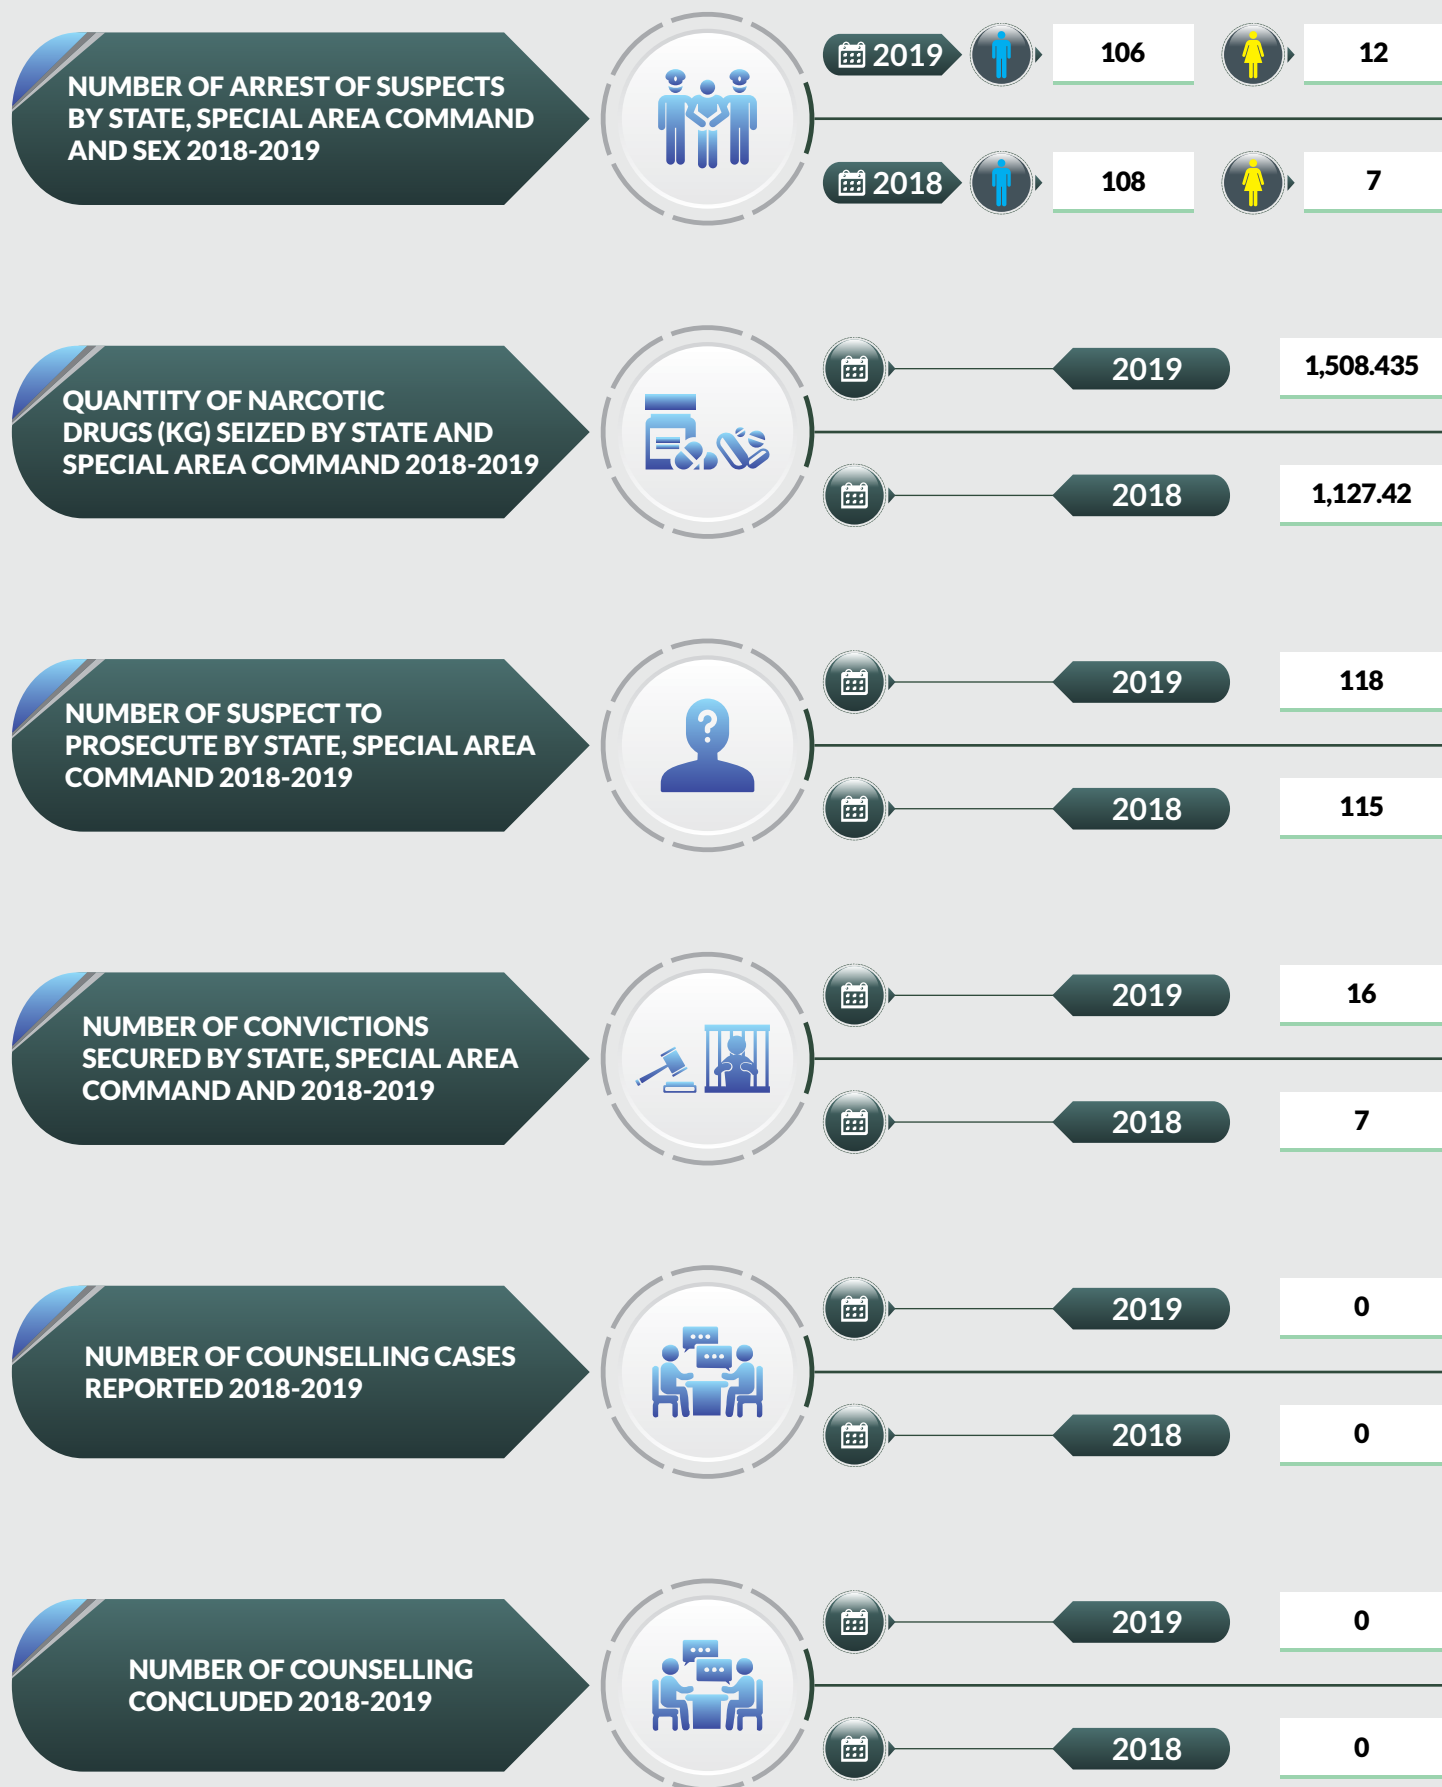 NUMBER OF ARREST OF SUSPECTS
BY STATE, SPECIAL AREA COMMAND
AND SEX 2018-2019
2019 106 12
2018 108 7
QUANTITY OF NARCOTIC
DRUGS (KG) SEIZED BY STATE AND
SPECIAL AREA COMMAND 2018-2019
2019 1,508.435
2018 1,127.42
NUMBER OF SUSPECT TO
PROSECUTE BY STATE, SPECIAL AREA
COMMAND 2018-2019
?
2019 118
2018 115
NUMBER OF CONVICTIONS
SECURED BY STATE, SPECIAL AREA
COMMAND AND 2018-2019
2019 16
2018 7
NUMBER OF COUNSELLING CASES
REPORTED 2018-2019
2019 0
2018 0
NUMBER OF COUNSELLING
CONCLUDED 2018-2019
2019 0
2018 0